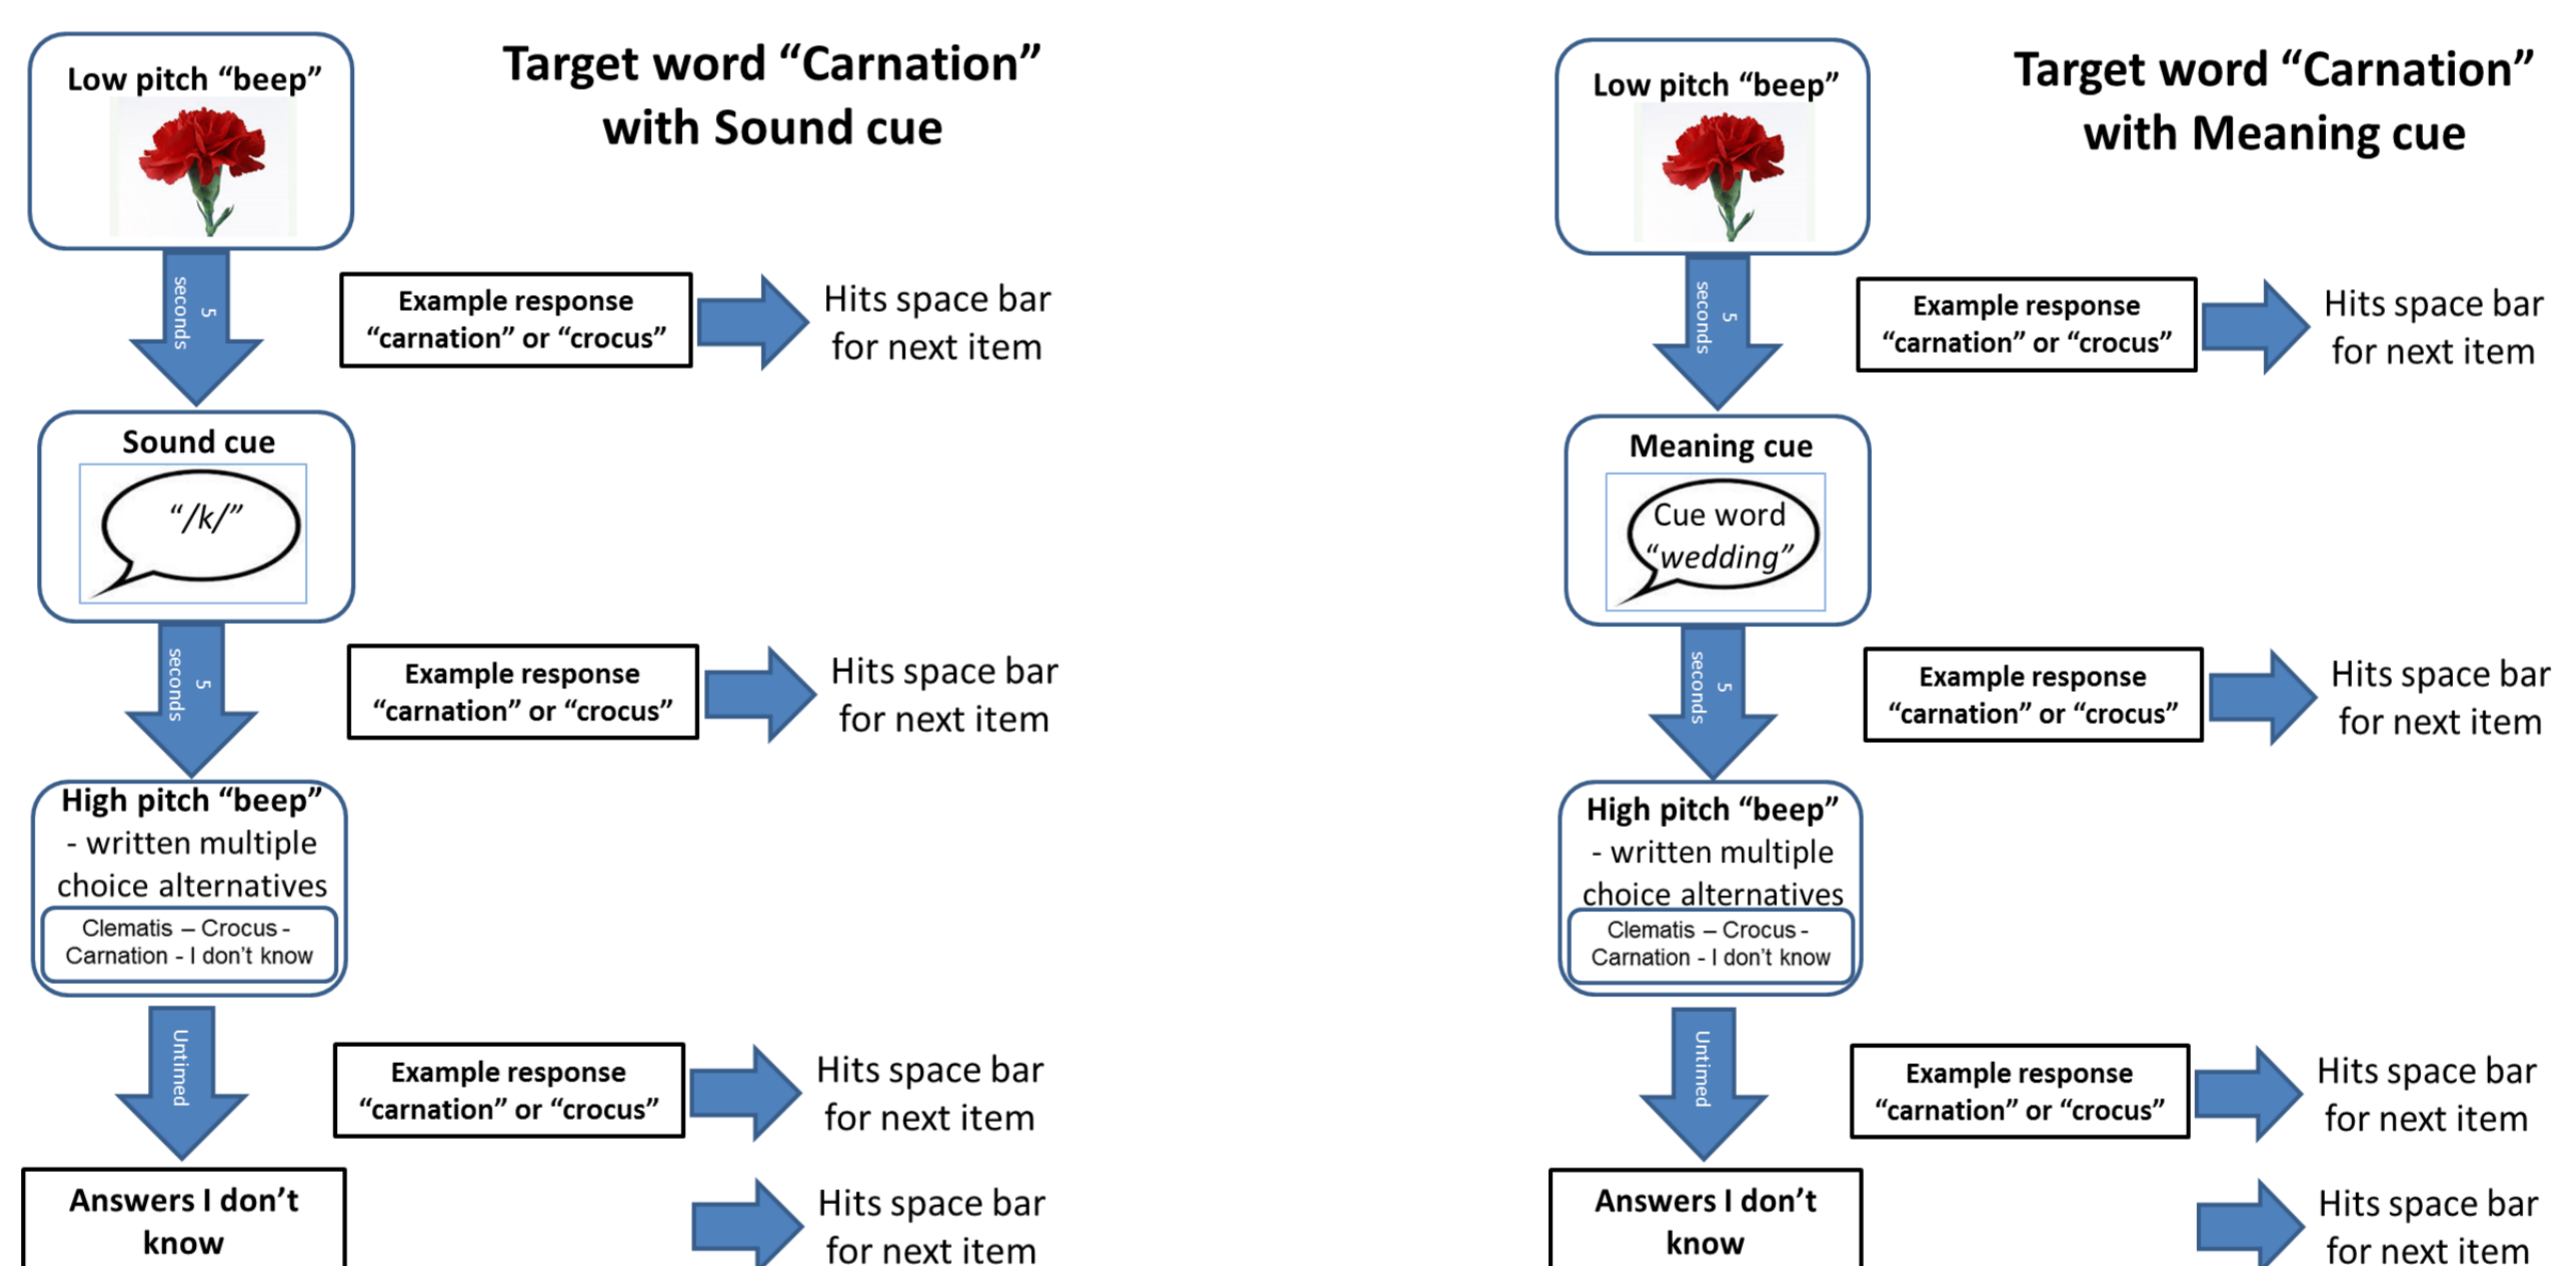 Target word “Carnation”
with Sound cue
Low pitch “beep”
5
seconds
Example response
“carnation” or “crocus”
Hits space bar
for next item
Sound cue
“/k/”
5
seconds
Example response
“carnation” or “crocus”
Hits space bar
for next item
High pitch “beep”
- written multiple
choice alternatives
Clematis – Crocus -
Carnation - I don’t know
Untimed
Example response
“carnation” or “crocus”
Hits space bar
for next item
Answers I don’t
know
Hits space bar
for next item
Target word “Carnation”
with Meaning cue
Low pitch “beep”
5
seconds
Example response
“carnation” or “crocus”
Hits space bar
for next item
Meaning cue
Cue word
“wedding”
5
seconds
Example response
“carnation” or “crocus”
Hits space bar
for next item
High pitch “beep”
- written multiple
choice alternatives
Clematis – Crocus -
Carnation - I don’t know
Untimed
Example response
“carnation” or “crocus”
Hits space bar
for next item
Answers I don’t
know
Hits space bar
for next item